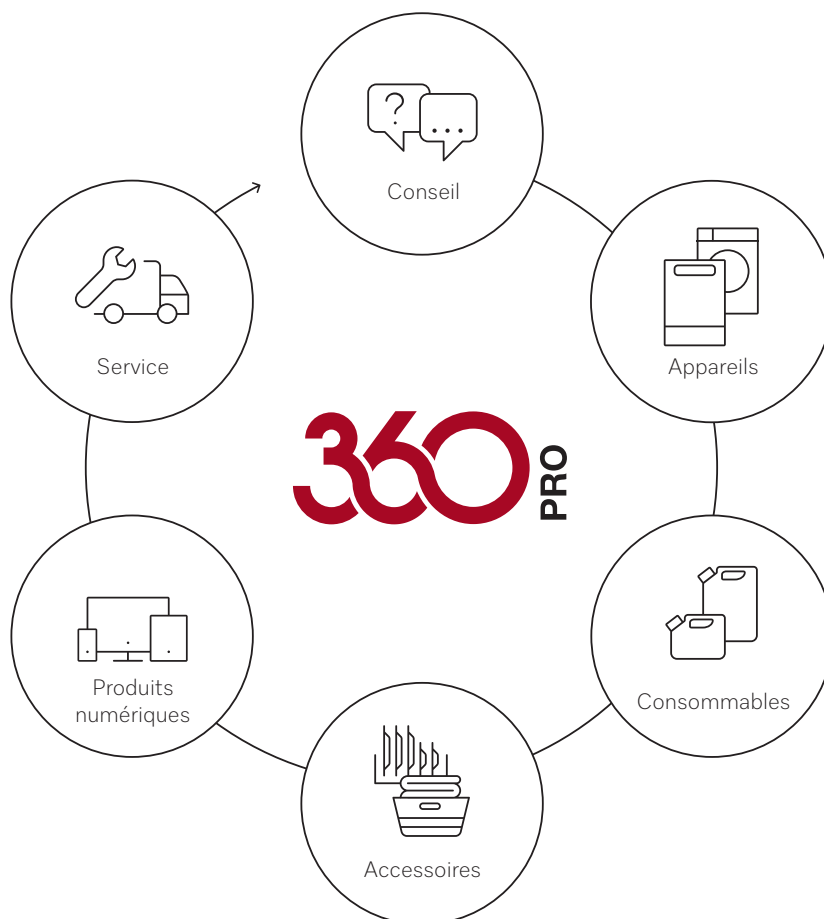 ?
...
Conseil
Appareils
Consommables
Accessoires
Produits
numériques
Service
360
PRO